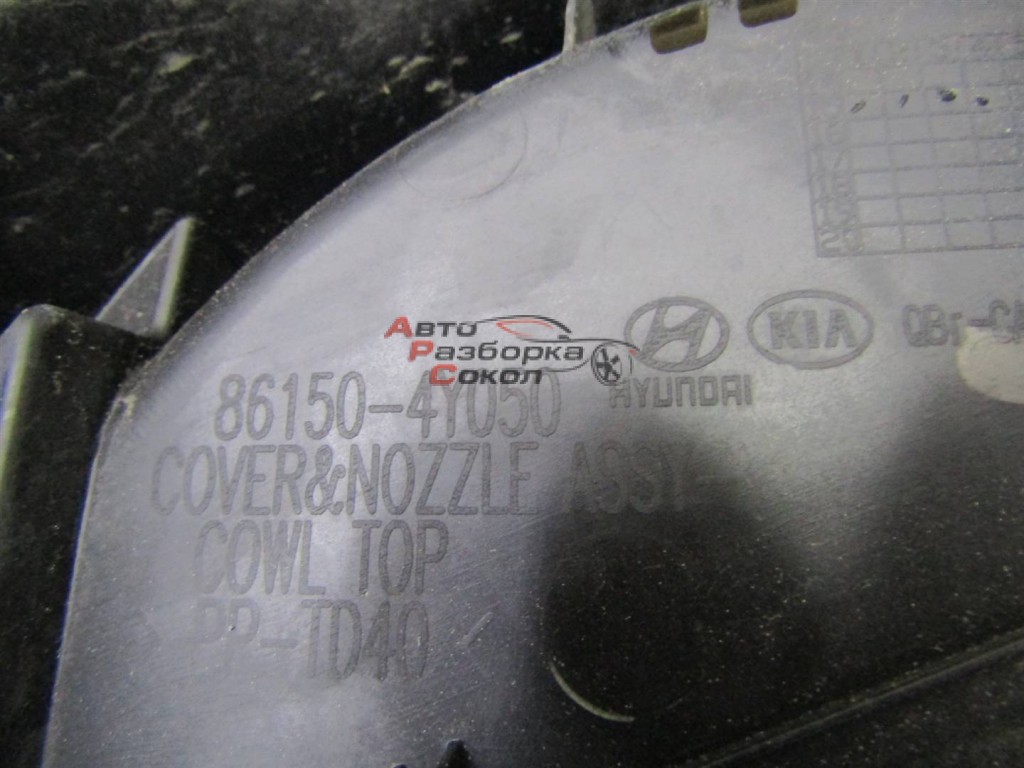 АВТО
РАЗБОРКА
СОКОЛ
KIA
HYUNDAI
86150-4Y050
COVER&NOZZLE ASSY
COWL TOP
PP-TD40